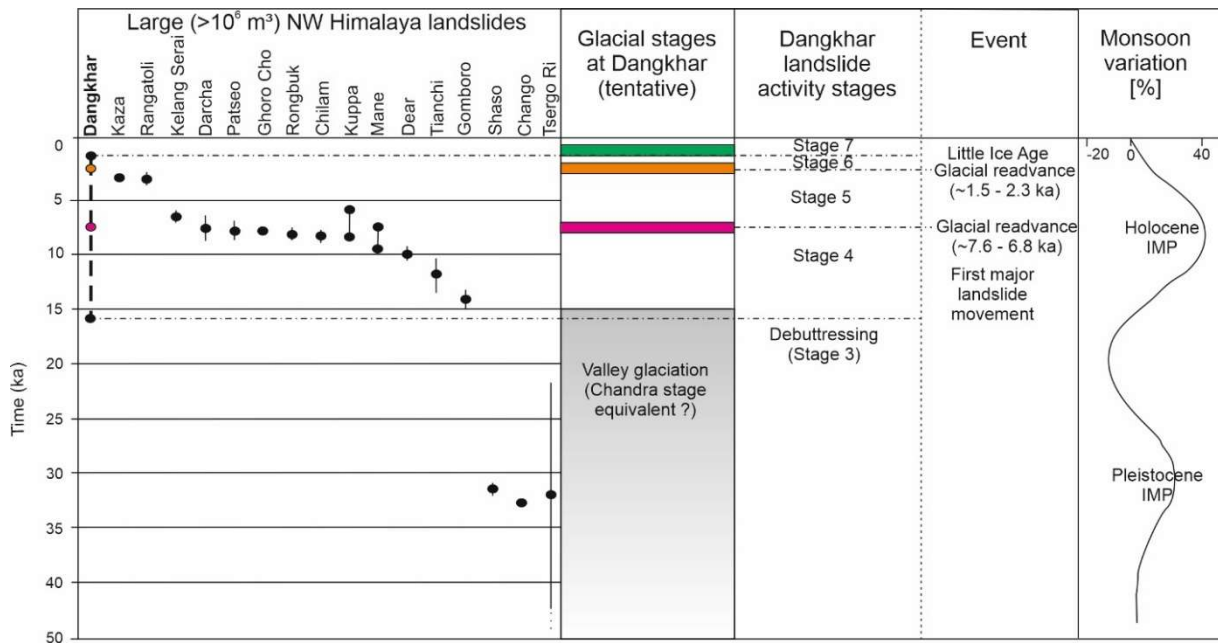 Large (>10⁶ m³) NW Himalaya landslides
Dangkhar
Kaza
Rangatoli
Kelang Serai
Darcha
Patseo
Ghoro Cho
Rongbuk
Chilam
Kuppa
Mane
Dear
Tianchi
Gomboro
Shaso
Chango
Tsergo Ri
Glacial stages
at Dangkhar
(tentative)
Dangkhar
landslide
activity stages
Event
Monsoon
variation
[%]
Time (ka)
0
5
10
15
20
25
30
35
40
50
Valley glaciation
(Chandra stage
equivalent ?)
Stage 7
Stage 6
Stage 5
Stage 4
Debuttressing
(Stage 3)
Little Ice Age
Glacial readvance
(~1.5 - 2.3 ka)
Glacial readvance
(~7.6 - 6.8 ka)
First major
landslide
movement
-20 0 40
Holocene
IMP
Pleistocene
IMP